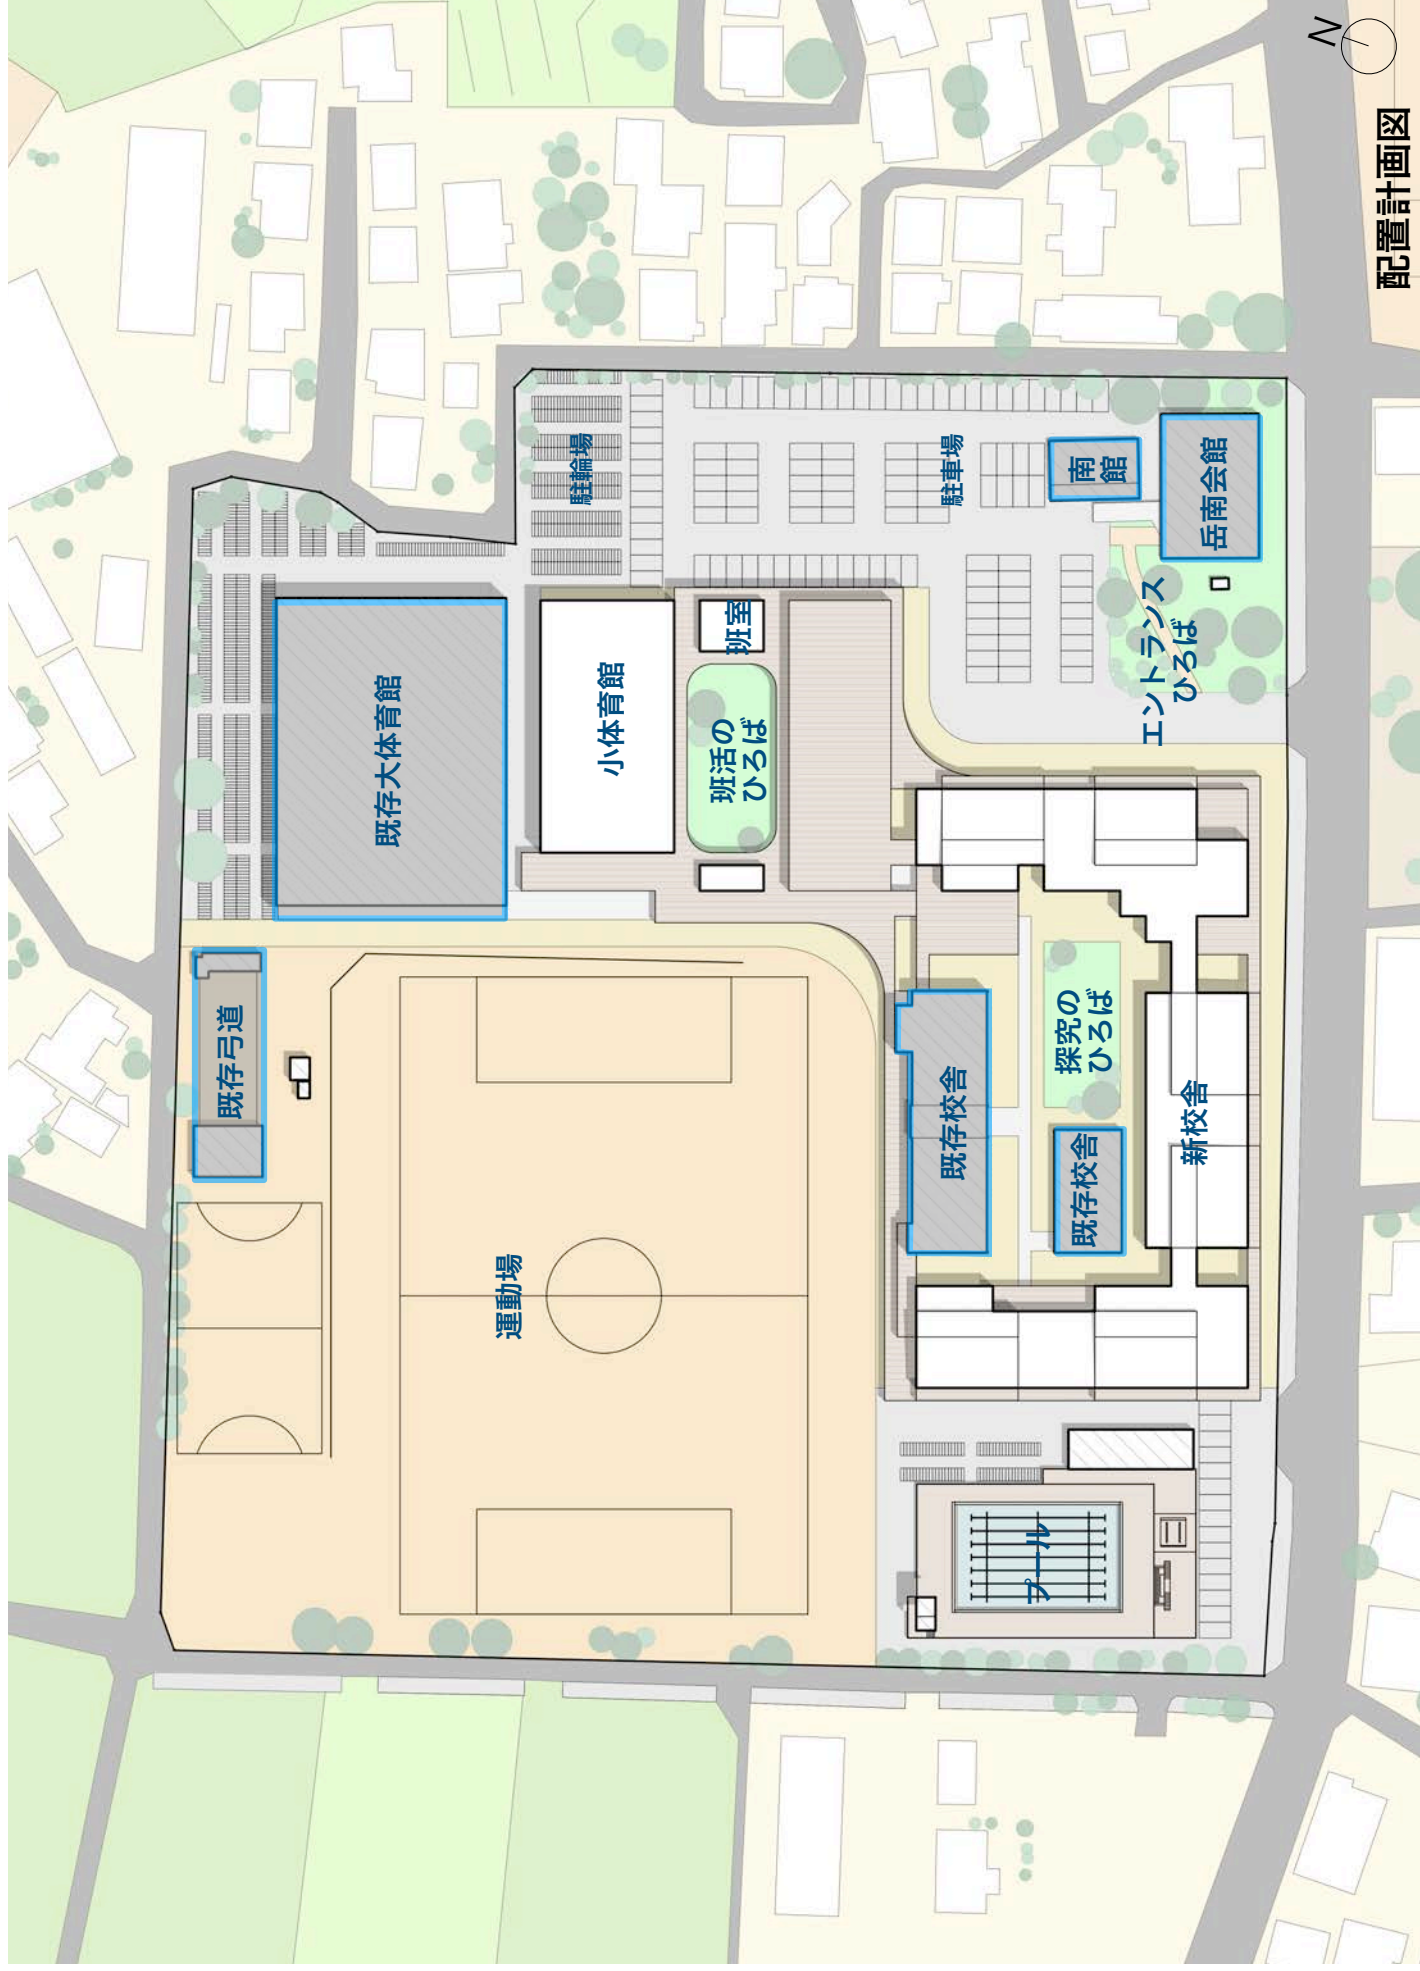 配置計画図
N
既存弓道
既存大体育館
運動場
小体育館
駐輪場
班活の
ひろば
班室
駐車場
既存校舎
プール
探究の
ひろば
既存校舎
南
館
エントランス
ひろば
新校舎
岳南会館